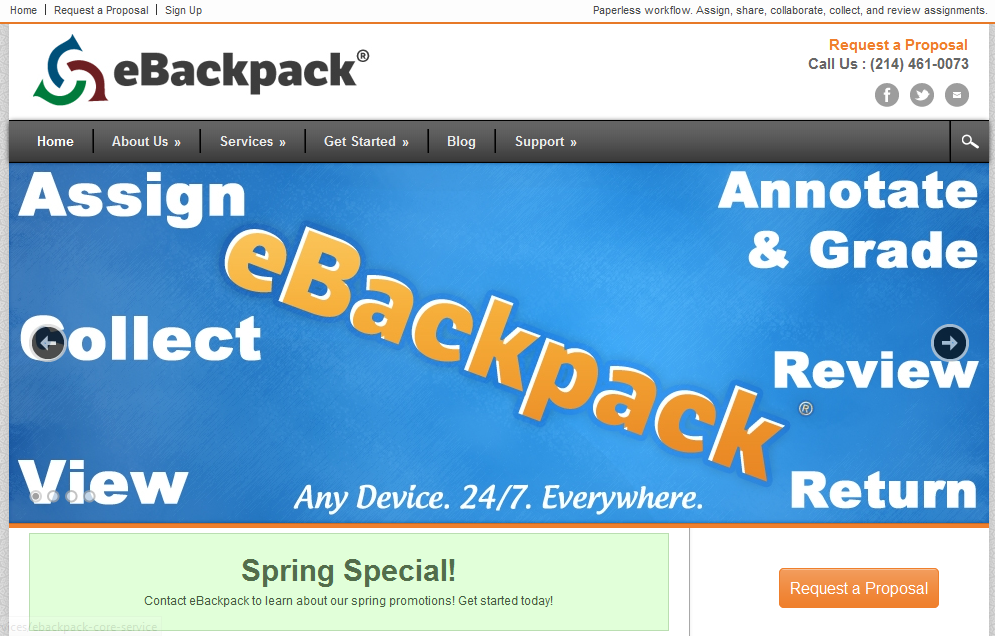 Home | Request a Proposal | Sign Up
Paperless workflow. Assign, share, collaborate, collect, and review assignments.
eBackpack®
Request a Proposal
Call Us : (214) 461-0073
Home
About Us »
Services »
Get Started »
Blog
Support »
Assign
Annotate
& Grade
eBackpack®
Collect
Review
View
Return
Any Device. 24/7. Everywhere.
Spring Special!
Contact eBackpack to learn about our spring promotions! Get started today!
Request a Proposal
vices/ebackpack-core-service